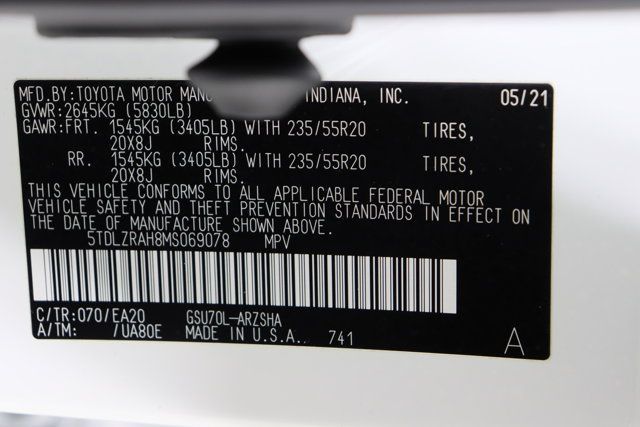 MFD.BY:TOYOTA MOTOR INDIANA, INC. 05/21
GVWR:2645KG (5830LB)
GAWR:FRT. 1545KG (3405LB) WITH 235/55R20 TIRES,
20X8J RIMS.
RR. 1545KG (3405LB) WITH 235/55R20 TIRES,
20X8J RIMS.
THIS VEHICLE CONFORMS TO ALL APPLICABLE FEDERAL MOTOR
VEHICLE SAFETY AND THEFT PREVENTION STANDARDS IN EFFECT ON
THE DATE OF MANUFACTURE SHOWN ABOVE.
5TDLZRAH8MS069078 MPV
C/TR:070/EA20 GSU70L-ARZSHA
A/TM: /UA80E MADE IN U.S.A. 741 A